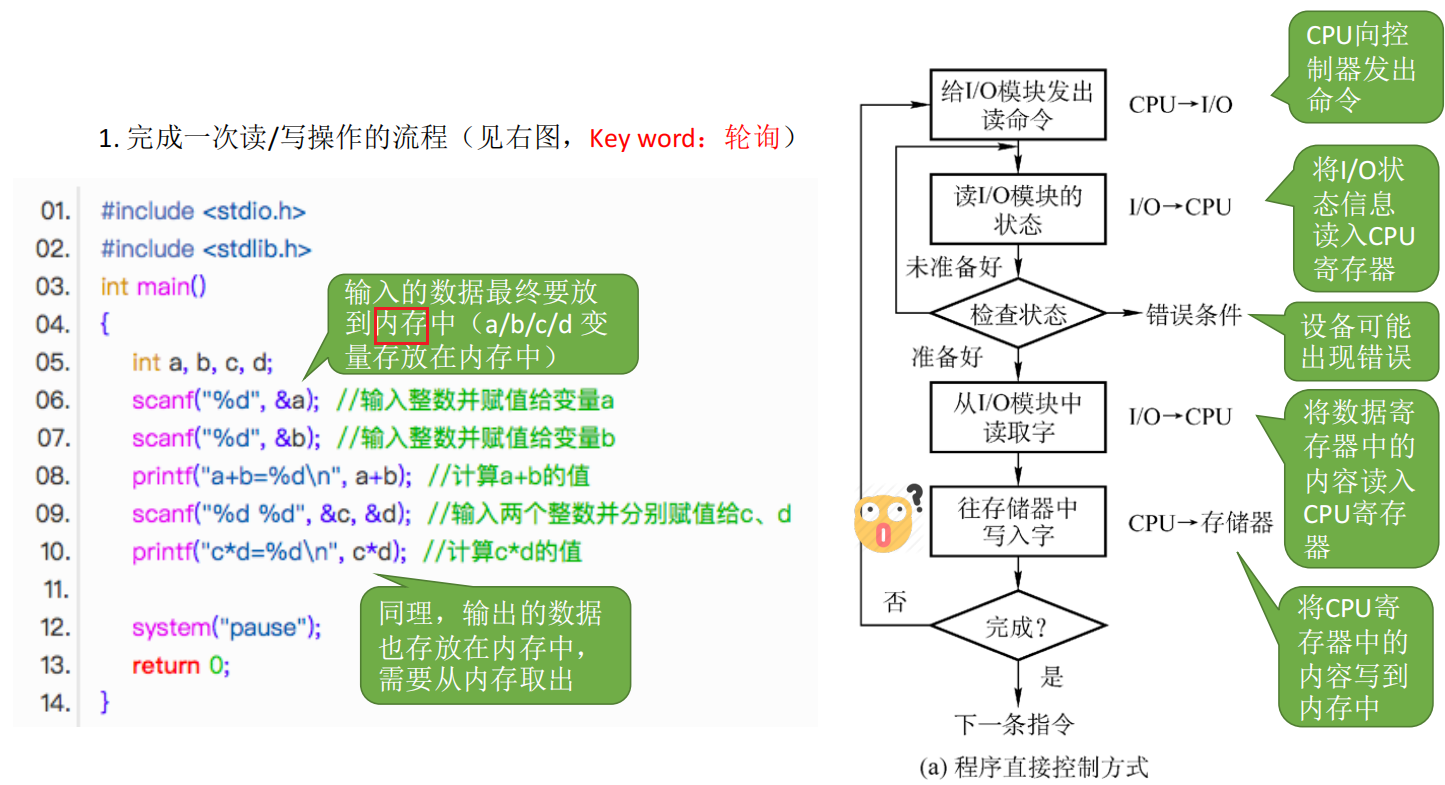 1. 完成一次读/写操作的流程（见右图，Key word：轮询）
01. #include <stdio.h>
02. #include <stdlib.h>
03. int main()
04. {
05. int a, b, c, d;
06. scanf("%d", &a); //输入整数并赋值给变量a
07. scanf("%d", &b); //输入整数并赋值给变量b
08. printf("a+b=%d\n", a+b); //计算a+b的值
09. scanf("%d %d", &c, &d); //输入两个整数并分别赋值给c、d
10. printf("c*d=%d\n", c*d); //计算c*d的值
11.
12. system("pause");
13. return 0;
14. }
输入的数据最终要放
到内存中（a/b/c/d 变
量存放在内存中）
同理，输出的数据
也存放在内存中，
需要从内存取出
给I/O模块发出
读命令
CPU→I/O
CPU向控
制器发出
命令
读I/O模块的
状态
I/O→CPU
将I/O状
态信息
读入CPU
寄存器
未准备好
检查状态
错误条件
设备可能
出现错误
准备好
从I/O模块中
读取字
I/O→CPU
将数据寄
存器中的
内容读入
CPU寄存
器
?
往存储器中
写入字
CPU→存储器
将CPU寄
存器中的
内容写到
内存中
否
完成？
是
下一条指令
(a) 程序直接控制方式